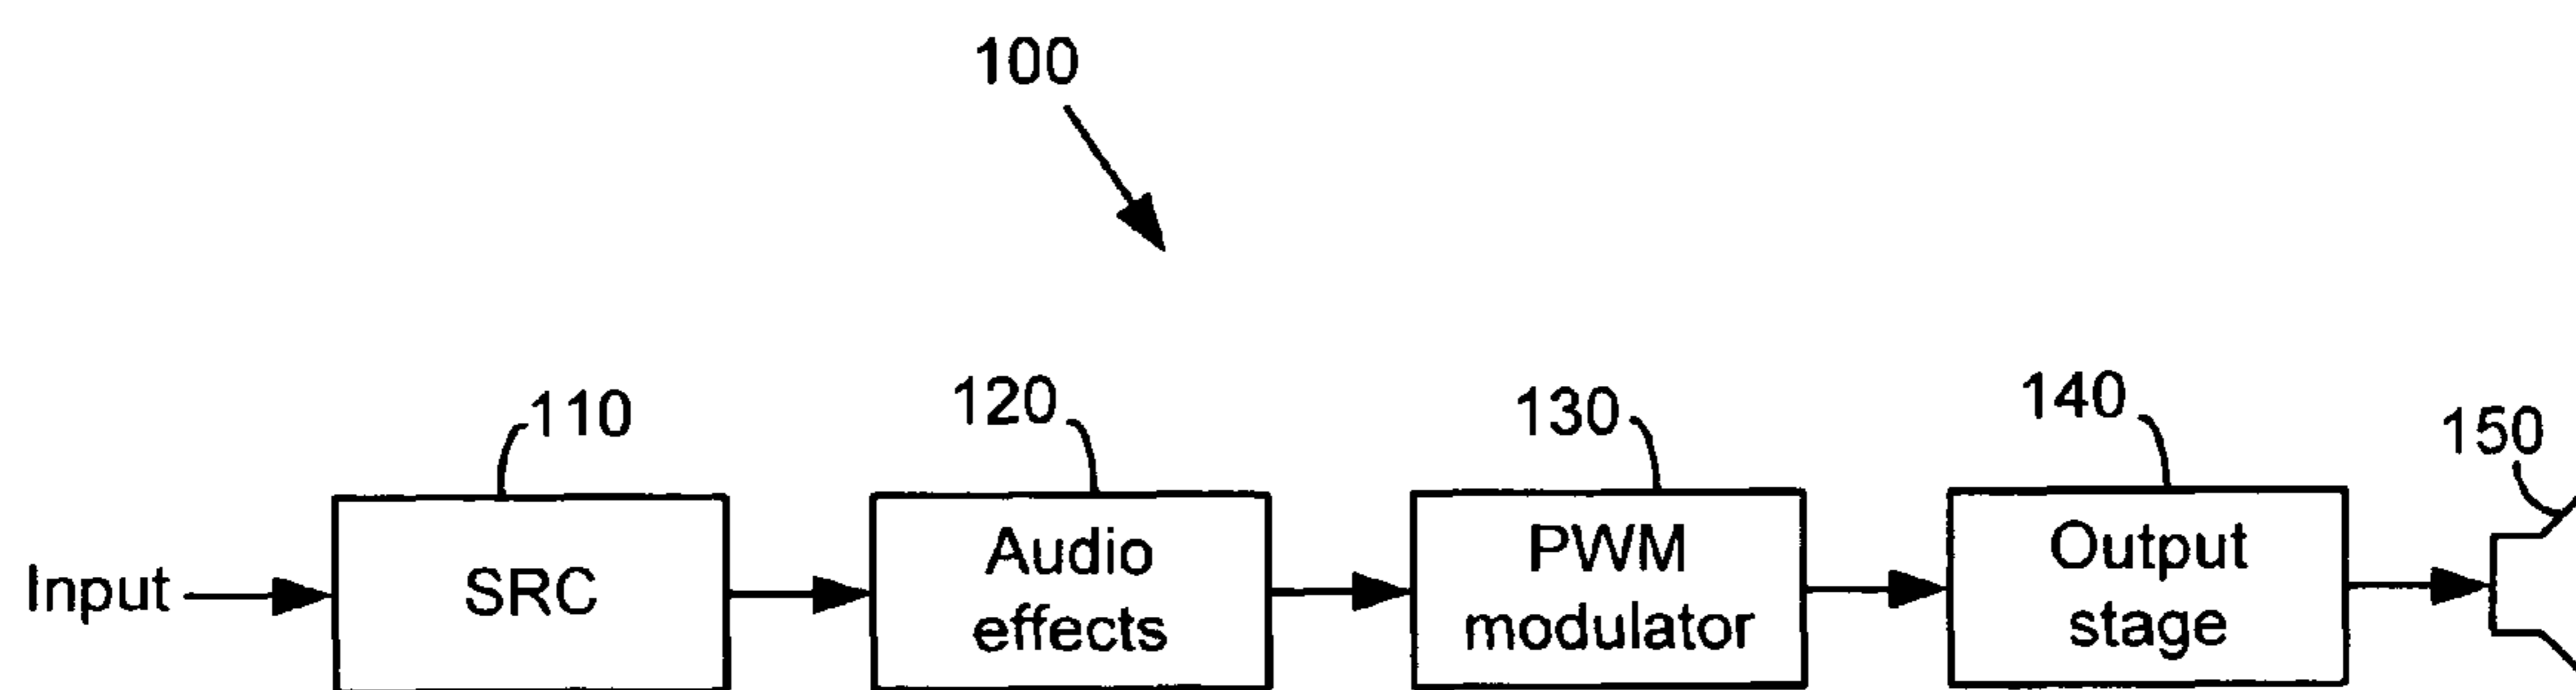 100
110
120
130
140
150
Input
SRC
Audio
effects
PWM
modulator
Output
stage